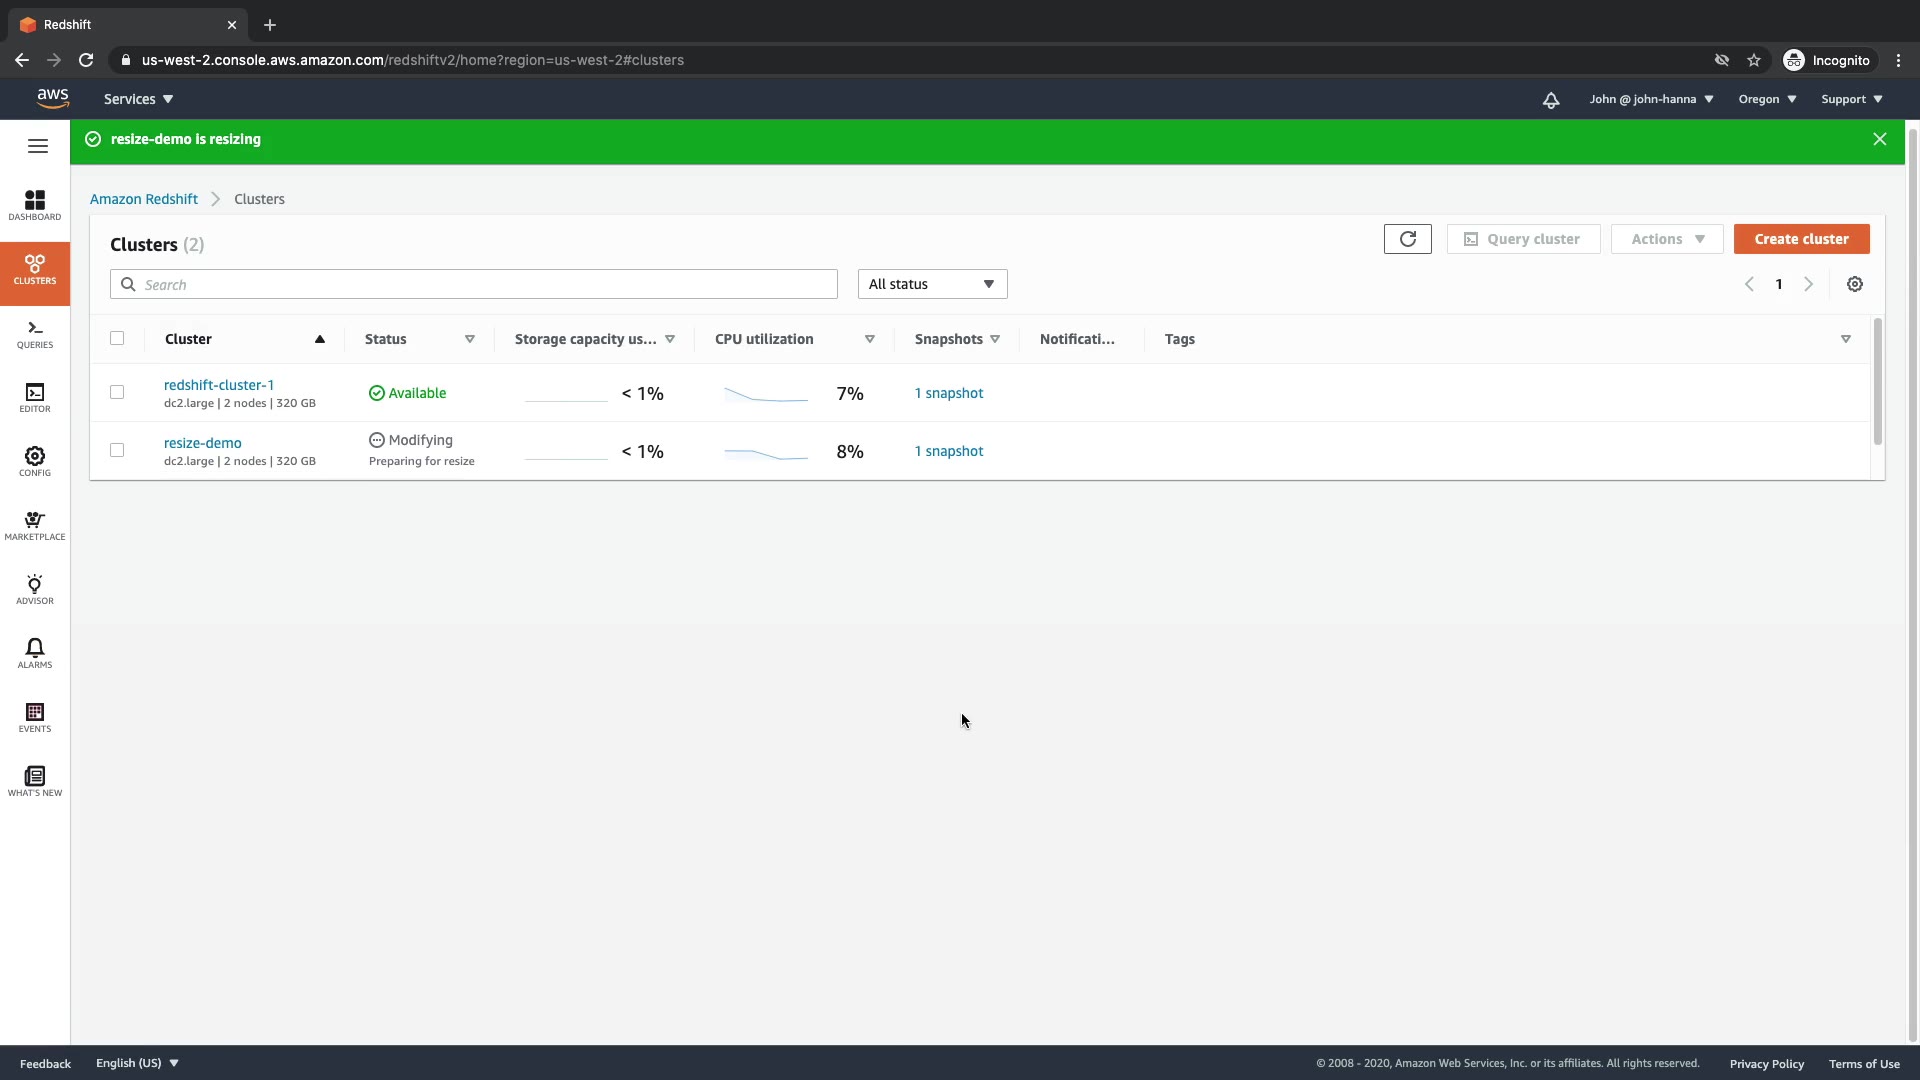 Redshift
us-west-2.console.aws.amazon.com/redshiftv2/home?region=us-west-2#clusters
Incognito
aws
Services
John @ john-hanna
Oregon
Support
resize-demo is resizing
DASHBOARD
CLUSTERS
QUERIES
EDITOR
CONFIG
MARKETPLACE
ADVISOR
ALARMS
EVENTS
WHAT'S NEW
Amazon Redshift
Clusters
Clusters (2)
Query cluster
Actions
Create cluster
Search
All status
1
Cluster
Status
Storage capacity us...
CPU utilization
Snapshots
Notificati...
Tags
redshift-cluster-1
dc2.large | 2 nodes | 320 GB
Available
< 1%
7%
1 snapshot
resize-demo
dc2.large | 2 nodes | 320 GB
Modifying
Preparing for resize
< 1%
8%
1 snapshot
Feedback
English (US)
© 2008 - 2020, Amazon Web Services, Inc. or its affiliates. All rights reserved.
Privacy Policy
Terms of Use